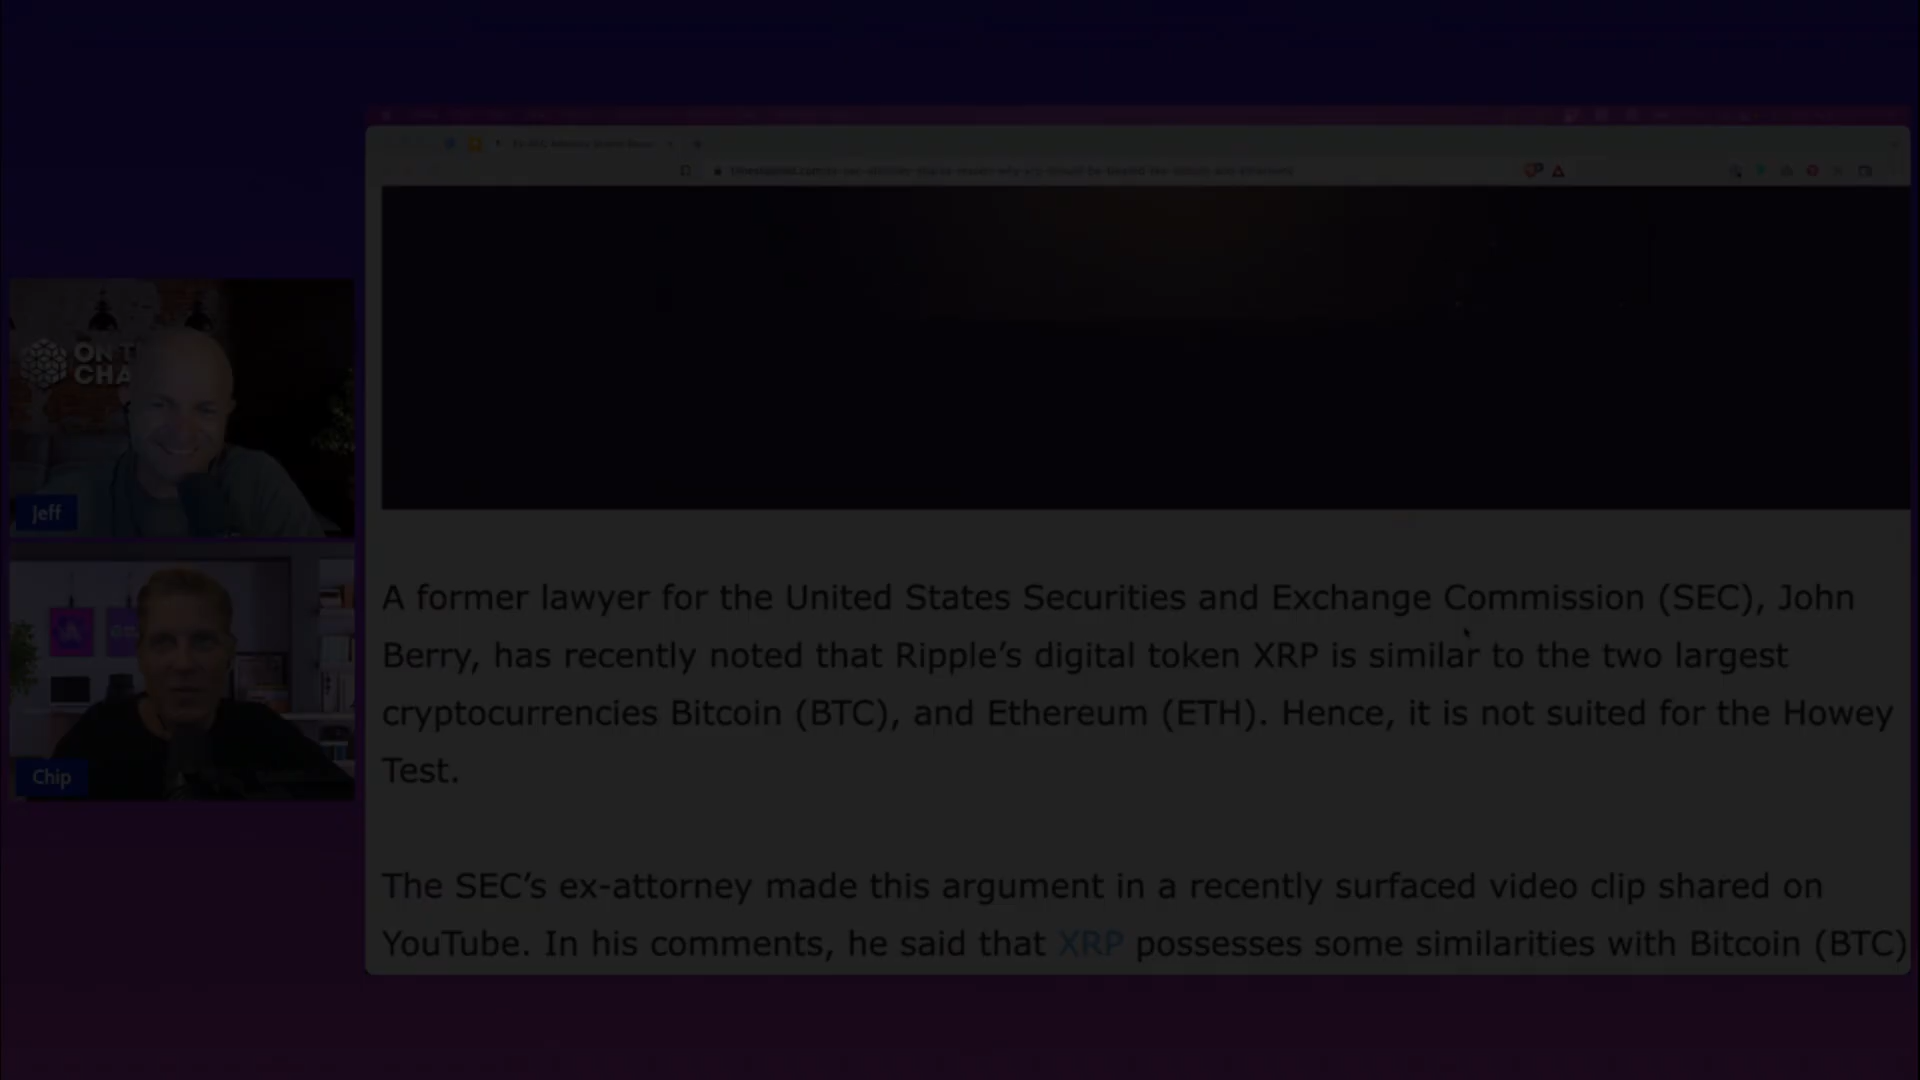 ON T
CHA
Jeff
Chip
A former lawyer for the United States Securities and Exchange Commission (SEC), John
Berry, has recently noted that Ripple’s digital token XRP is similar to the two largest
cryptocurrencies Bitcoin (BTC), and Ethereum (ETH). Hence, it is not suited for the Howey
Test.
The SEC’s ex-attorney made this argument in a recently surfaced video clip shared on
YouTube. In his comments, he said that XRP possesses some similarities with Bitcoin (BTC)